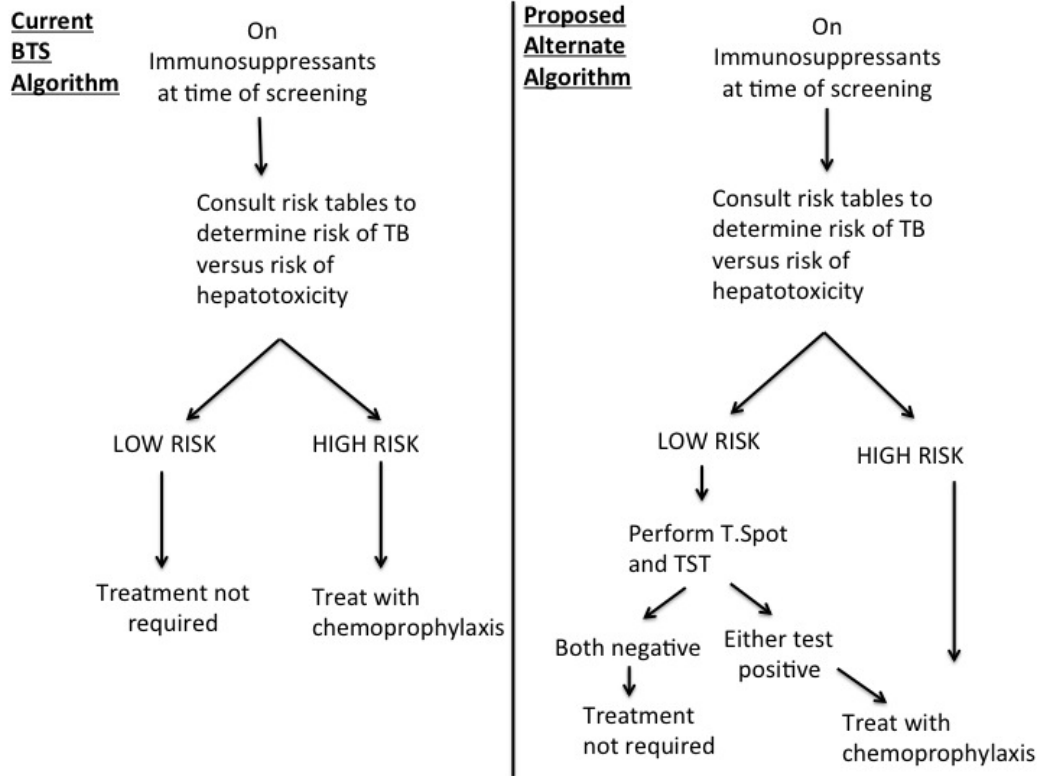 Current
BTS
Algorithm
On
Immunosuppressants
at time of screening
Consult risk tables to
determine risk of TB
versus risk of
hepatotoxicity
LOW RISK
HIGH RISK
Treatment not
required
Treat with
chemoprophylaxis
Proposed
Alternate
Algorithm
On
Immunosuppressants
at time of screening
Consult risk tables to
determine risk of TB
versus risk of
hepatotoxicity
LOW RISK
HIGH RISK
Perform T.Spot
and TST
Both negative
Either test
positive
Treatment
not required
Treat with
chemoprophylaxis